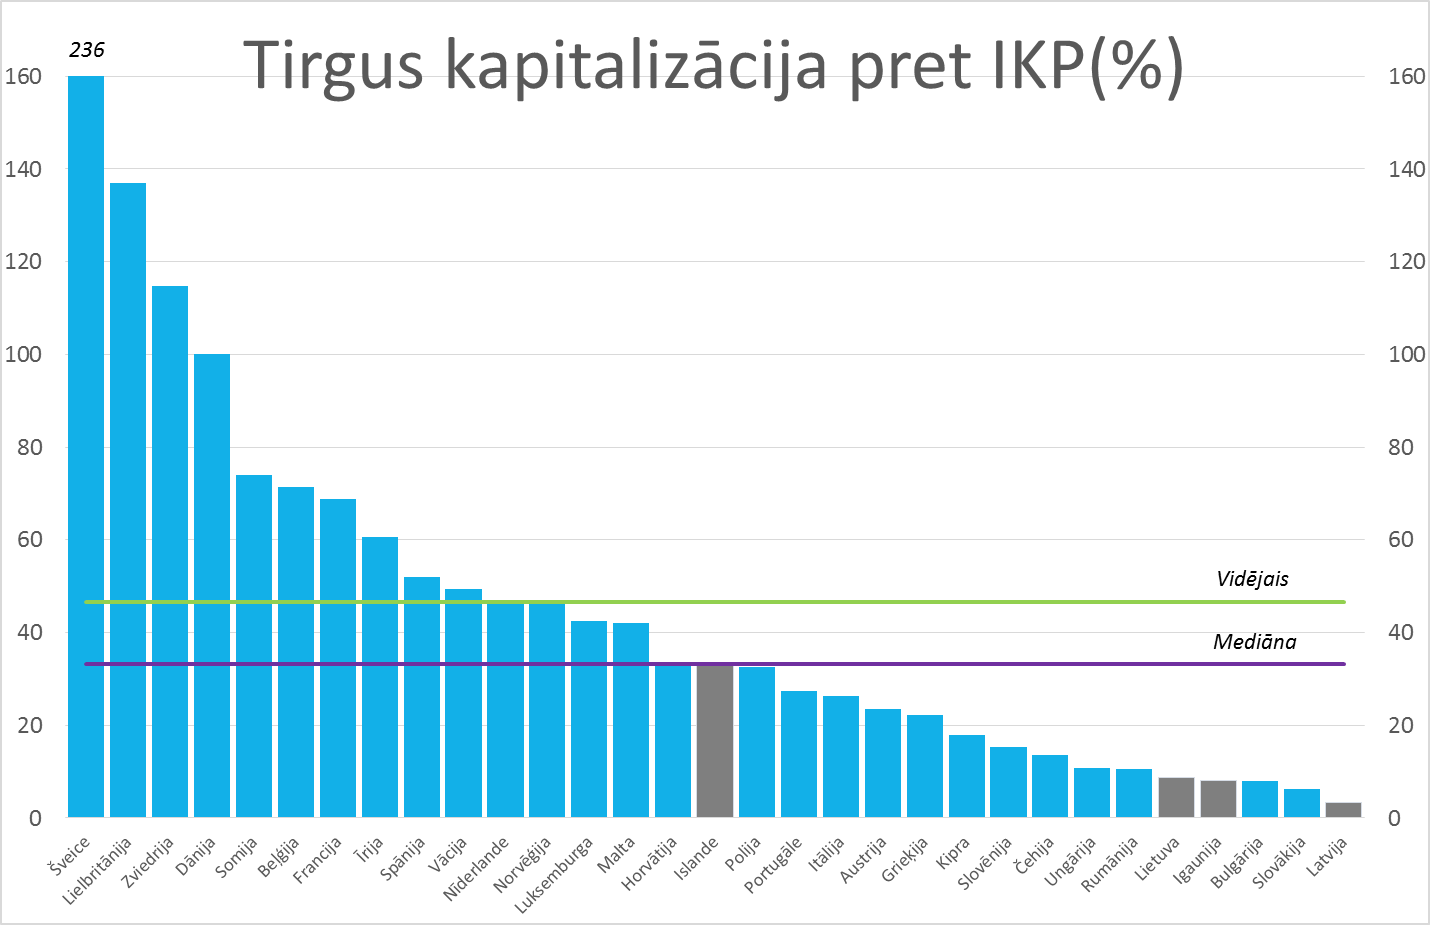 Tirgus kapitalizācija pret IKP(%)
236
160
140
120
100
80
60
40
20
0
160
140
120
100
80
60
40
20
0
Vidējais
Mediāna
Šveice
Lielbritānija
Zviedrija
Dānija
Somija
Beļģija
Francija
Īrija
Spānija
Vācija
Nīderlande
Norvēģija
Luksemburga
Malta
Horvātija
Islande
Polija
Portugāle
Itālija
Austrija
Grieķija
Kipra
Slovēnija
Čehija
Ungārija
Rumānija
Lietuva
Igaunija
Bulgārija
Slovākija
Latvija